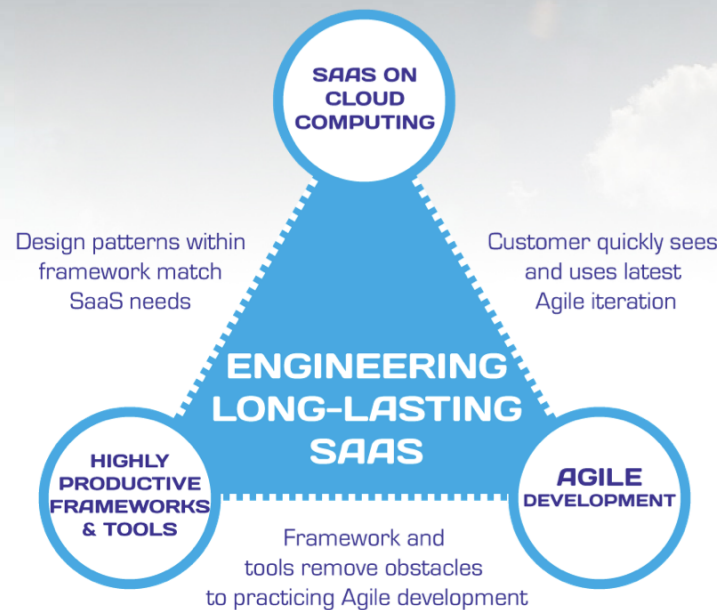 SAAS ON
CLOUD
COMPUTING
Design patterns within
framework match
SaaS needs
Customer quickly sees
and uses latest
Agile iteration
ENGINEERING
LONG-LASTING
SAAS
HIGHLY
PRODUCTIVE
FRAMEWORKS
& TOOLS
AGILE
DEVELOPMENT
Framework and
tools remove obstacles
to practicing Agile development